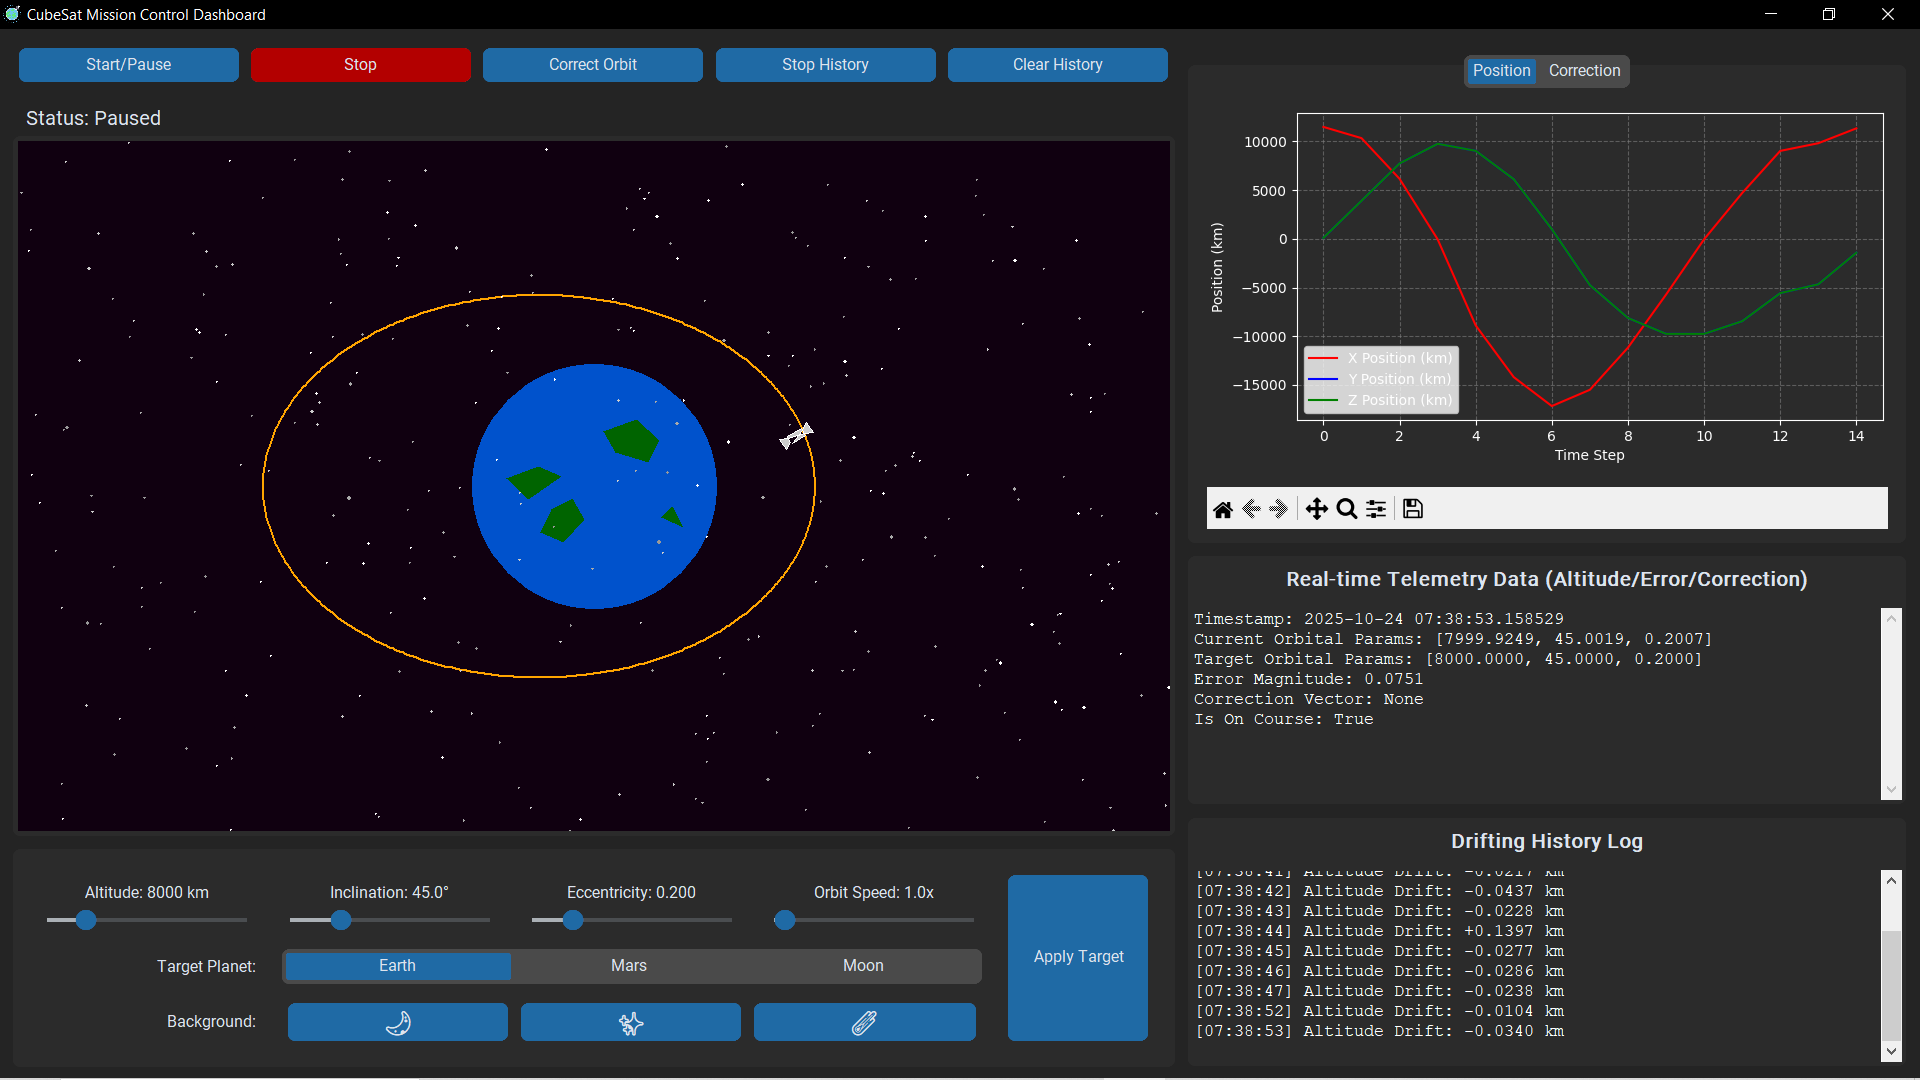 CubeSat Mission Control Dashboard
Start/Pause
Stop
Correct Orbit
Stop History
Clear History
Status: Paused
Altitude: 8000 km
Inclination: 45.0°
Eccentricity: 0.200
Orbit Speed: 1.0x
Target Planet:
Earth
Mars
Moon
Background:
Apply Target
Position
Correction
10000
5000
0
−5000
−10000
−15000
Position (km)
X Position (km)
Y Position (km)
Z Position (km)
0
2
4
6
8
10
12
14
Time Step
Real-time Telemetry Data (Altitude/Error/Correction)
Timestamp: 2025-10-24 07:38:53.158529
Current Orbital Params: [7999.9249, 45.0019, 0.2007]
Target Orbital Params: [8000.0000, 45.0000, 0.2000]
Error Magnitude: 0.0751
Correction Vector: None
Is On Course: True
Drifting History Log
[07:38:41] Altitude Drift: -0.0217 km
[07:38:42] Altitude Drift: -0.0437 km
[07:38:43] Altitude Drift: -0.0228 km
[07:38:44] Altitude Drift: +0.1397 km
[07:38:45] Altitude Drift: -0.0277 km
[07:38:46] Altitude Drift: -0.0286 km
[07:38:47] Altitude Drift: -0.0238 km
[07:38:52] Altitude Drift: -0.0104 km
[07:38:53] Altitude Drift: -0.0340 km